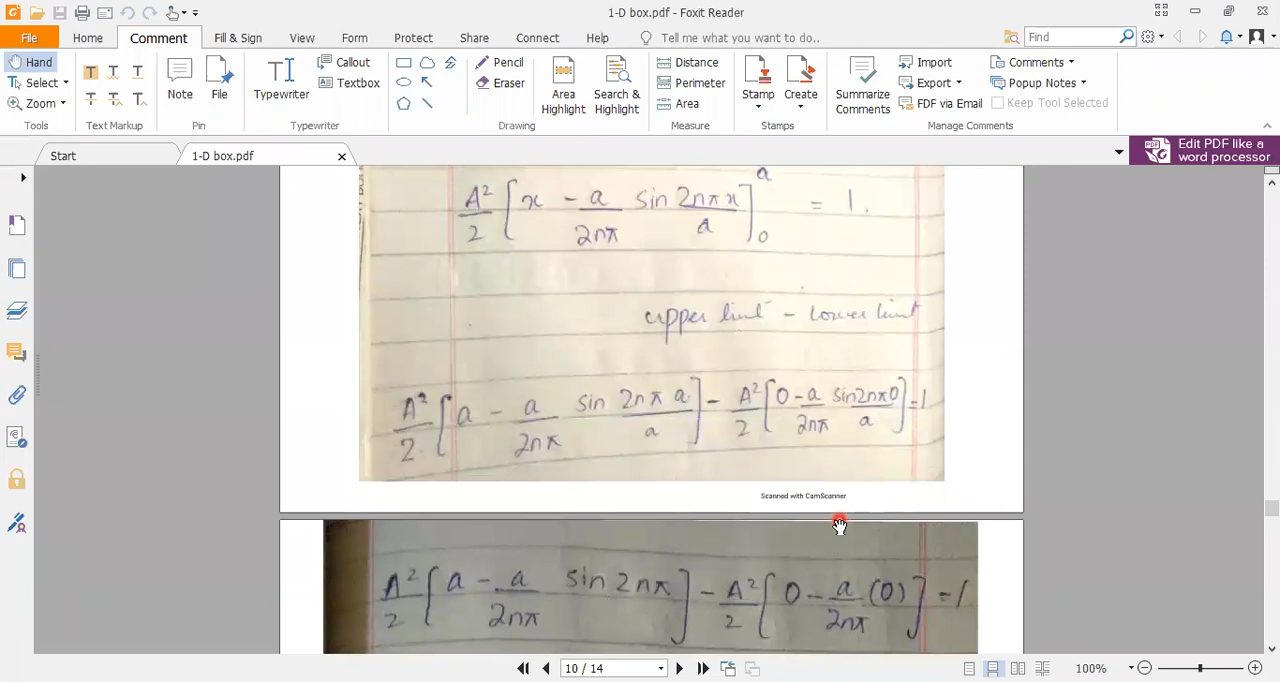 1-D box.pdf - Foxit Reader
File Home Comment Fill & Sign View Form Protect Share Connect Help Tell me what you want to do.. Find
Hand Select Zoom Tools
Text Markup
Note File Pin
Typewriter Callout Textbox Typewriter
Pencil Eraser Area Highlight Search & Highlight Drawing
Distance Perimeter Area Measure
Stamp Create Stamps
Summarize Comments Import Export FDF via Email Comments Popup Notes Keep Tool Selected Manage Comments
Start 1-D box.pdf Edit PDF like a word processor
A²/2 [x - a/2nπ sin 2nπx/a]₀ᵃ = 1.
upper limit - lower limit
A²/2 [a - a/2nπ sin 2nπa/a] - A²/2 [0 - a/2nπ sin2nπ0/a] = 1
Scanned with CamScanner
A²/2 [a - a/2nπ sin 2nπ] - A²/2 [0 - a/2nπ (0)] = 1.
10 / 14 100%